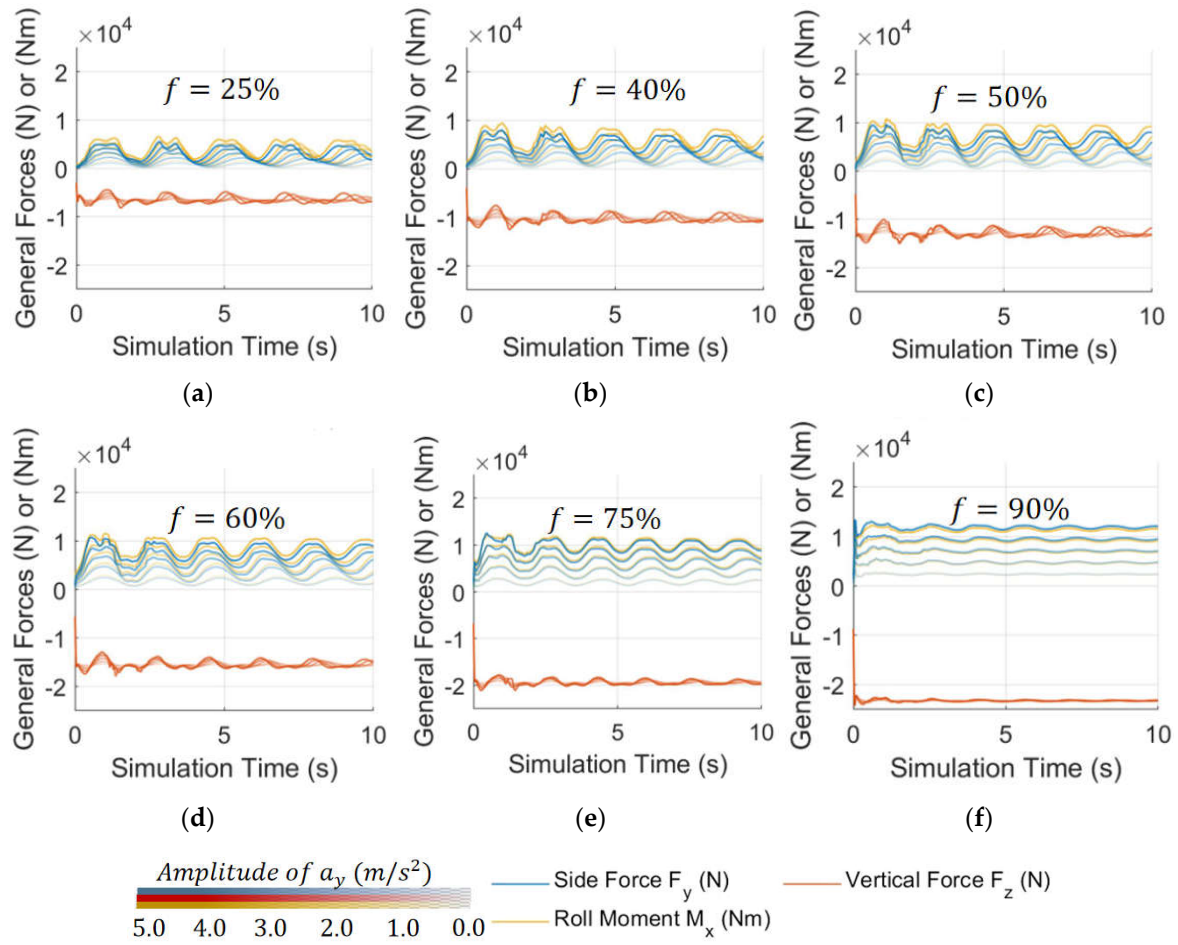 ×10⁴
General Forces (N) or (Nm)
2
1
0
-1
-2
f = 25%
0 5 10
Simulation Time (s)
(a)
×10⁴
General Forces (N) or (Nm)
2
1
0
-1
-2
f = 40%
0 5 10
Simulation Time (s)
(b)
×10⁴
General Forces (N) or (Nm)
2
1
0
-1
-2
f = 50%
0 5 10
Simulation Time (s)
(c)
×10⁴
General Forces (N) or (Nm)
2
1
0
-1
-2
f = 60%
0 5 10
Simulation Time (s)
(d)
×10⁴
General Forces (N) or (Nm)
2
1
0
-1
-2
f = 75%
0 5 10
Simulation Time (s)
(e)
×10⁴
General Forces (N) or (Nm)
2
1
0
-1
-2
f = 90%
0 5 10
Simulation Time (s)
(f)
Amplitude of a_y (m/s²)
5.0 4.0 3.0 2.0 1.0 0.0
Side Force F_y (N)
Vertical Force F_z (N)
Roll Moment M_x (Nm)